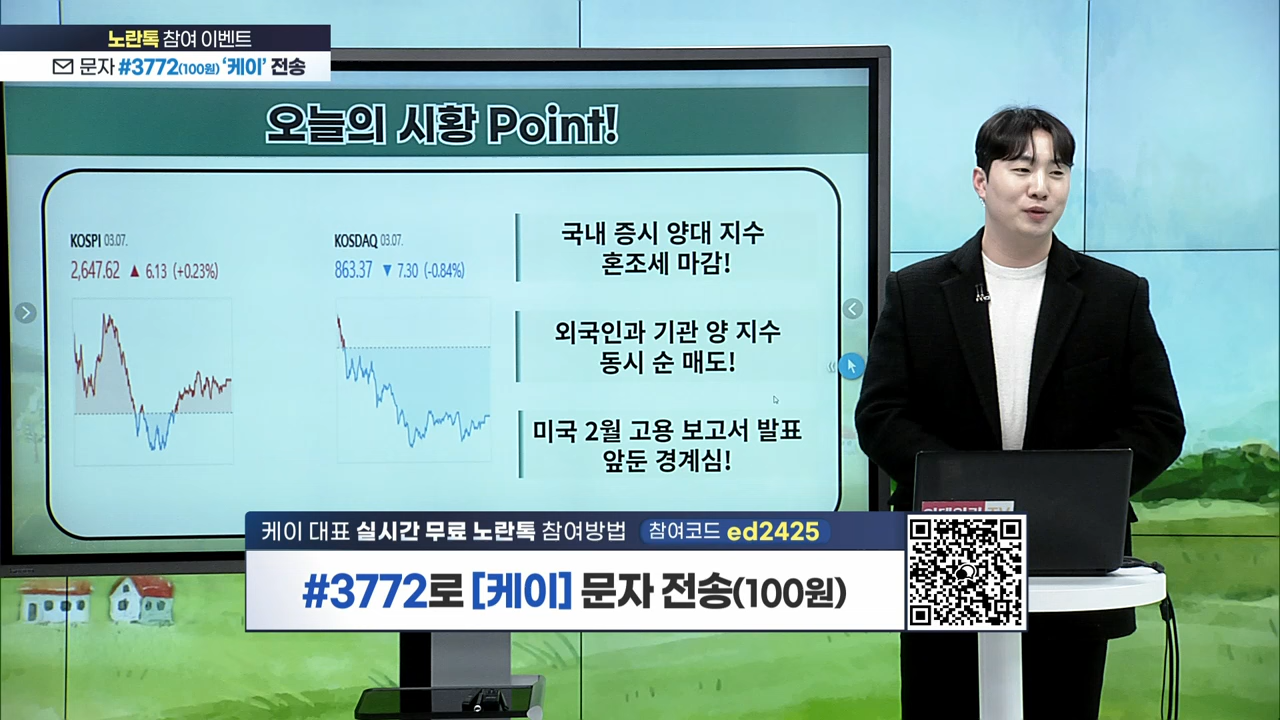 노란톡 참여 이벤트
문자 #3772(100원) '케이' 전송
오늘의 시황 Point!
KOSPI 03.07.
2,647.62 ▲ 6.13 (+0.23%)
KOSDAQ 03.07.
863.37 ▼ 7.30 (-0.84%)
국내 증시 양대 지수
혼조세 마감!
외국인과 기관 양 지수
동시 순 매도!
미국 2월 고용 보고서 발표
앞둔 경계심!
케이 대표 실시간 무료 노란톡 참여방법 참여코드 ed2425
#3772로 [케이] 문자 전송(100원)